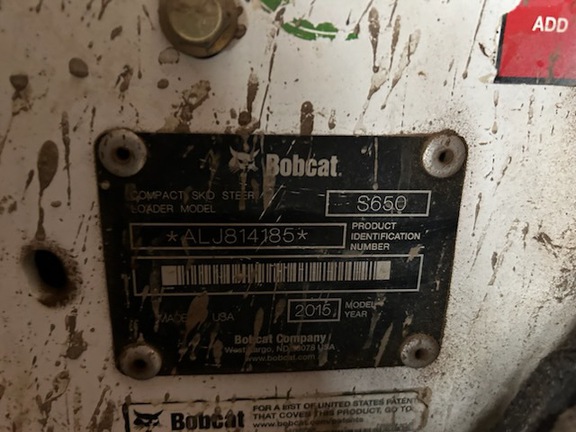 ADD
Bobcat.
COMPACT SKID STEER
LOADER MODEL
S650
*ALJ814185*
PRODUCT
IDENTIFICATION
NUMBER
MADE USA
2015
MODEL
YEAR
Bobcat Company
West Fargo, ND 58078 USA
www.bobcat.com
Bobcat
FOR A LIST OF UNITED STATES PATENT
THAT COVERS THIS PRODUCT, GO TO
www.bobcat.com/patents